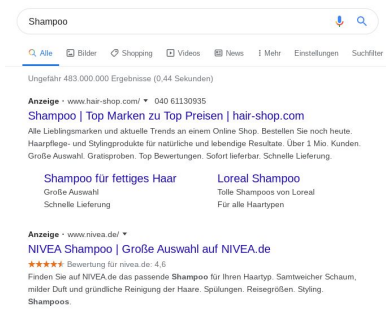 Shampoo
Alle Bilder Shopping Videos News Mehr Einstellungen Suchfilter
Ungefähr 483.000.000 Ergebnisse (0,44 Sekunden)
Anzeige · www.hair-shop.com/ ▼ 040 61130935
Shampoo | Top Marken zu Top Preisen | hair-shop.com
Alle Lieblingsmarken und aktuelle Trends an einem Online Shop. Bestellen Sie noch heute.
Haarpflege- und Stylingprodukte für natürliche und lebendige Resultate. Über 1 Mio. Kunden.
Große Auswahl. Gratisproben. Top Bewertungen. Sofort lieferbar. Schnelle Lieferung.
Shampoo für fettiges Haar Loreal Shampoo
Große Auswahl Tolle Shampoos von Loreal
Schnelle Lieferung Für alle Haartypen
Anzeige · www.nivea.de/ ▼
NIVEA Shampoo | Große Auswahl auf NIVEA.de
★★★★★ Bewertung für nivea.de: 4,6
Finden Sie auf NIVEA.de das passende Shampoo für Ihren Haartyp. Samtweicher Schaum,
milder Duft und gründliche Reinigung der Haare. Spülungen. Reisegrößen. Styling.
Shampoos.